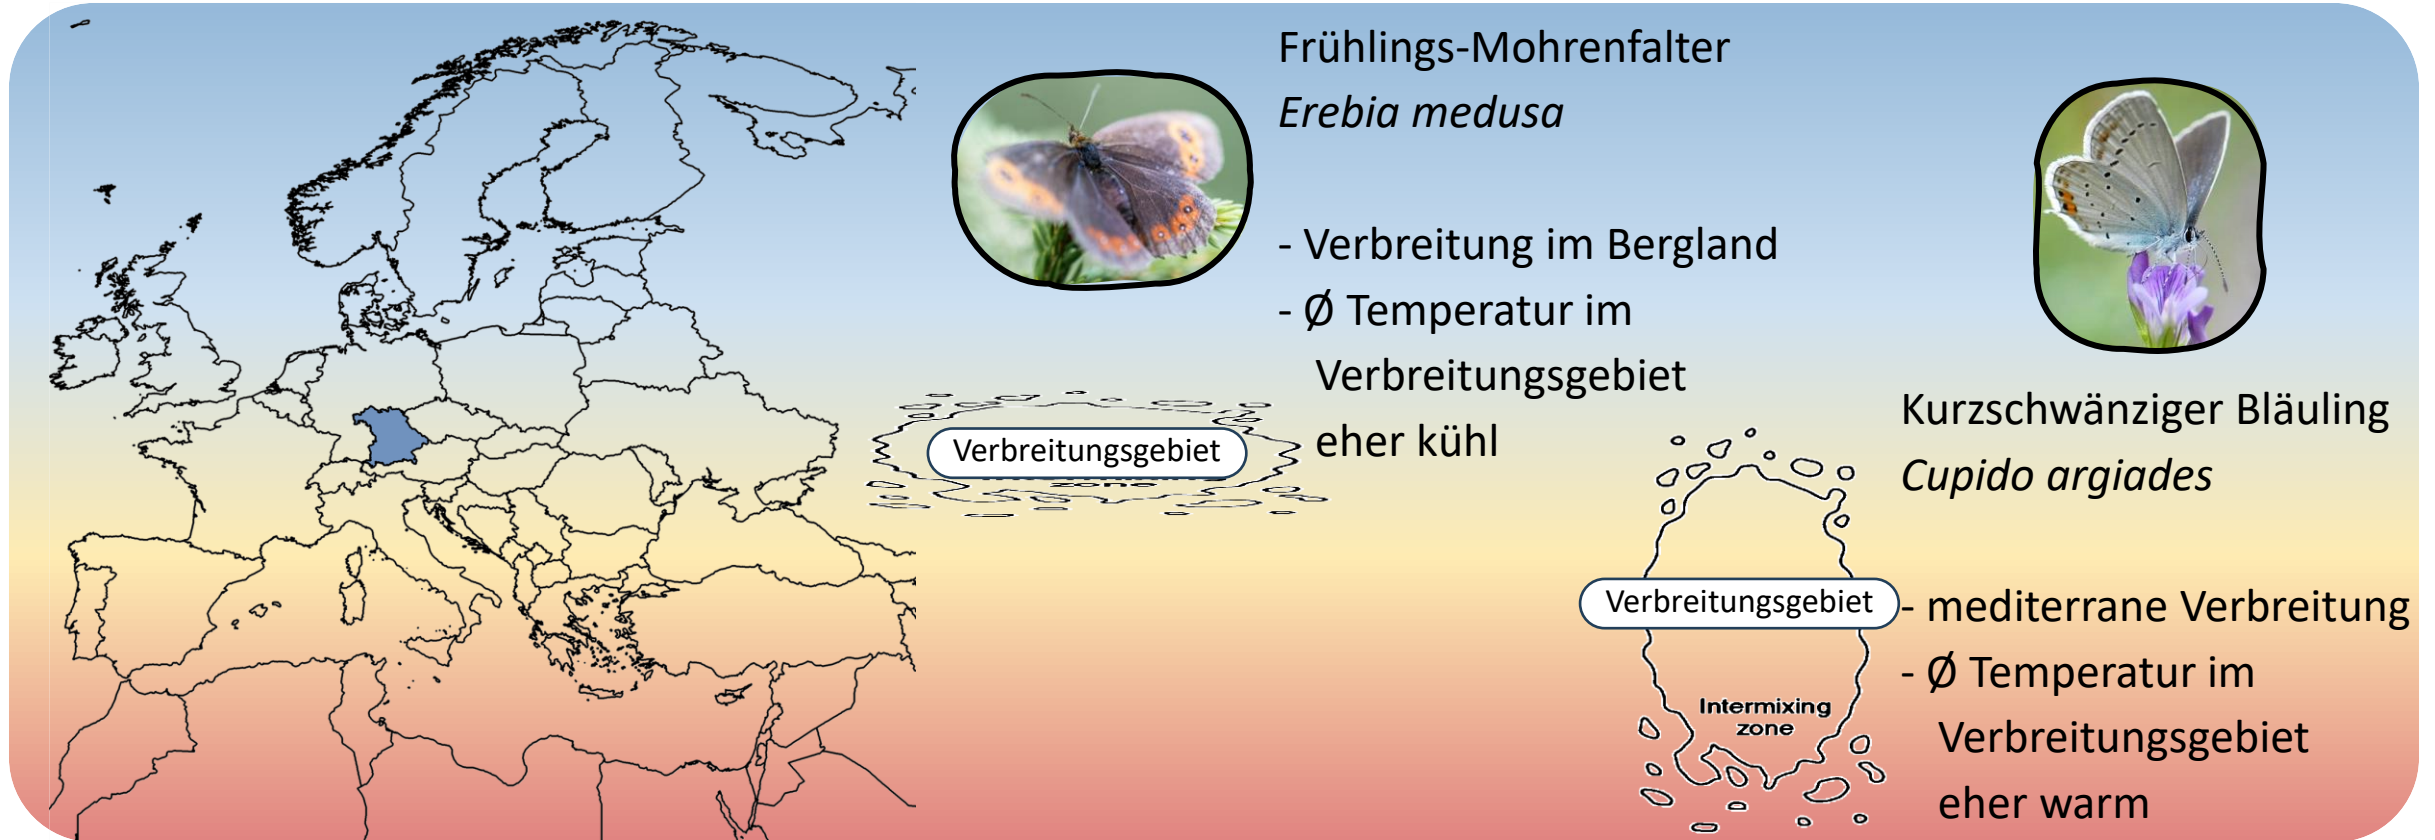 Frühlings-Mohrenfalter
Erebia medusa
- Verbreitung im Bergland
- Ø Temperatur im
Verbreitungsgebiet
eher kühl
Verbreitungsgebiet
zone
Kurzschwänziger Bläuling
Cupido argiades
- mediterrane Verbreitung
- Ø Temperatur im
Verbreitungsgebiet
eher warm
Verbreitungsgebiet
Intermixing
zone